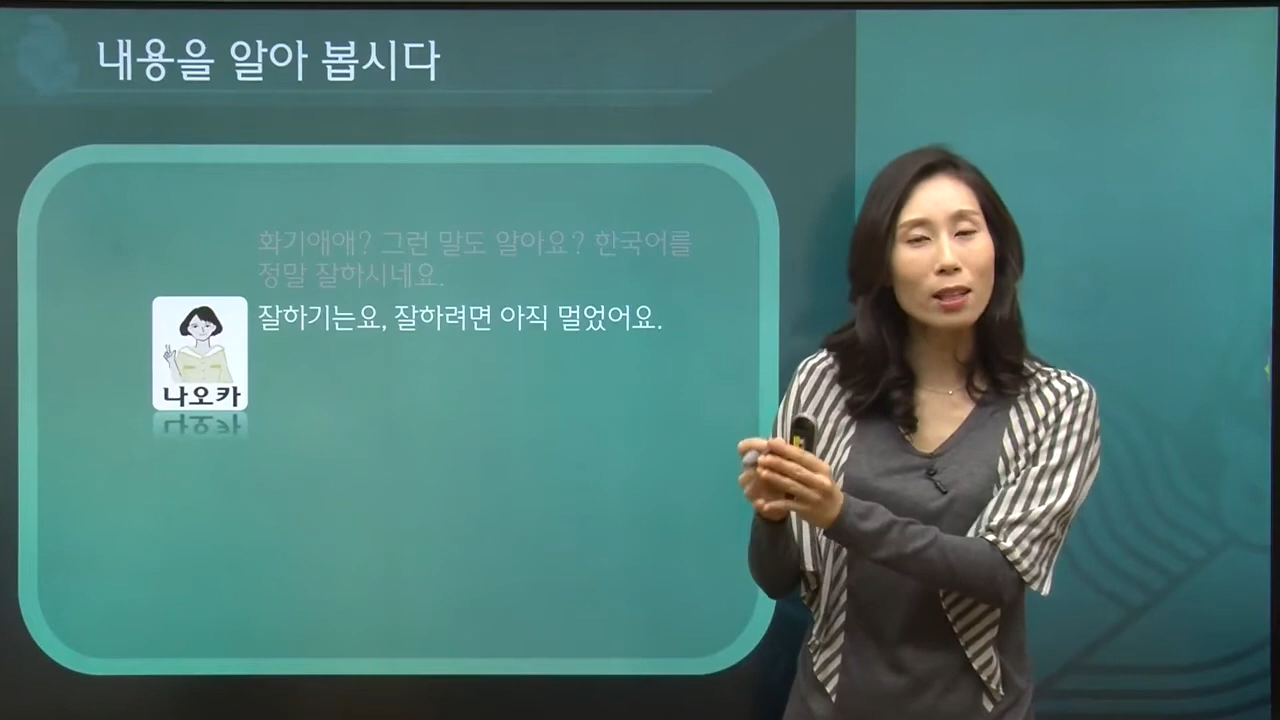 내용을 알아 봅시다
화기애애? 그런 말도 알아요? 한국어를
정말 잘하시네요.
잘하기는요, 잘하려면 아직 멀었어요.
나오카